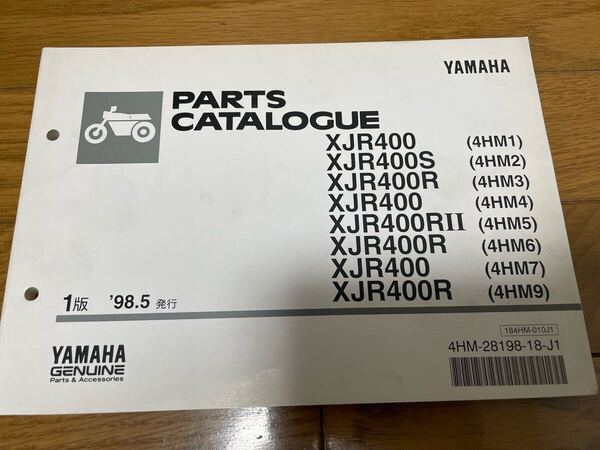 YAMAHA
PARTS
CATALOGUE
XJR400 (4HM1)
XJR400S (4HM2)
XJR400R (4HM3)
XJR400 (4HM4)
XJR400RII (4HM5)
XJR400R (4HM6)
XJR400 (4HM7)
XJR400R (4HM9)
1版 '98.5 発行
184HM-010J1
4HM-28198-18-J1
YAMAHA
GENUINE
Parts & Accessories